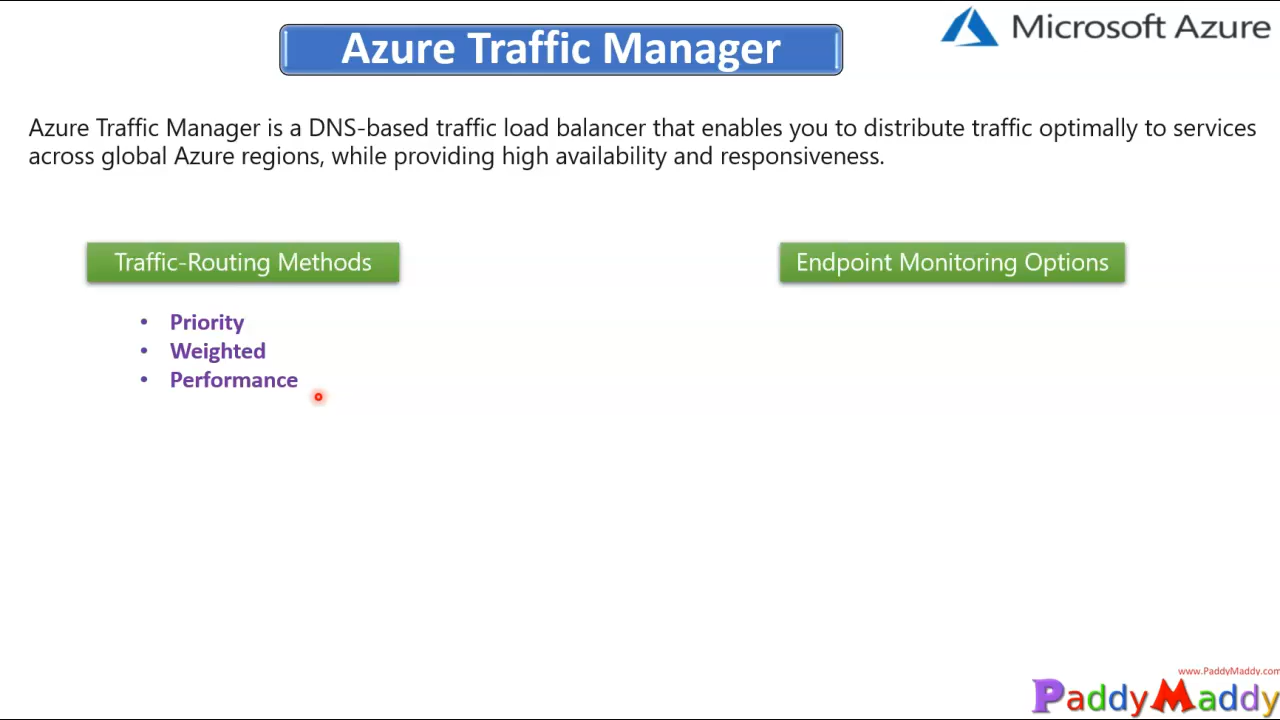 Azure Traffic Manager
Microsoft Azure
Azure Traffic Manager is a DNS-based traffic load balancer that enables you to distribute traffic optimally to services
across global Azure regions, while providing high availability and responsiveness.
Traffic-Routing Methods
• Priority
• Weighted
• Performance
Endpoint Monitoring Options
www.PaddyMaddy.com
PaddyMaddy